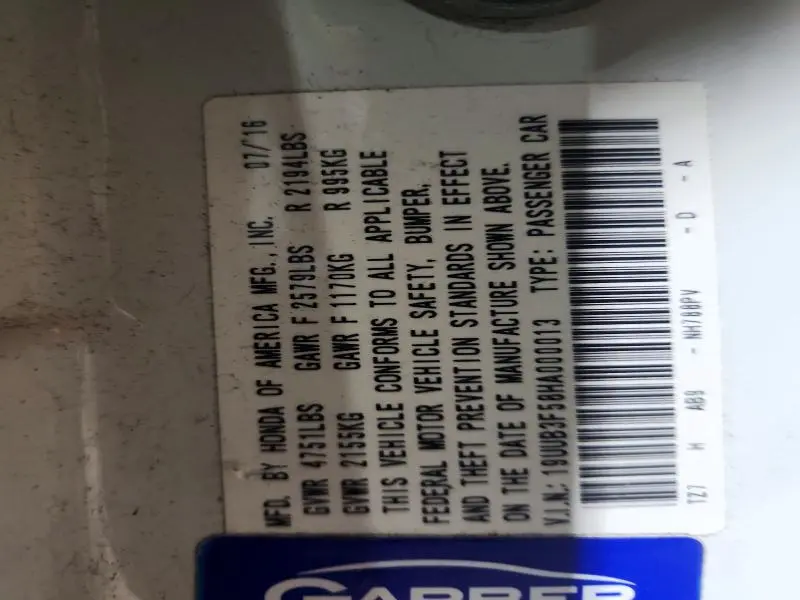 MFD. BY HONDA OF AMERICA MFG., INC. 07/'16
GVWR 4751LBS GAWR F 2579LBS R 2194LBS
GVWR 2155KG GAWR F 1170KG R 995KG
THIS VEHICLE CONFORMS TO ALL APPLICABLE
FEDERAL MOTOR VEHICLE SAFETY, BUMPER,
AND THEFT PREVENTION STANDARDS IN EFFECT
ON THE DATE OF MANUFACTURE SHOWN ABOVE.
V.I.N.: 19UUB3F58HA000013 TYPE: PASSENGER CAR
TZ7 H AB9 - NH788PV - D - A
GARBER